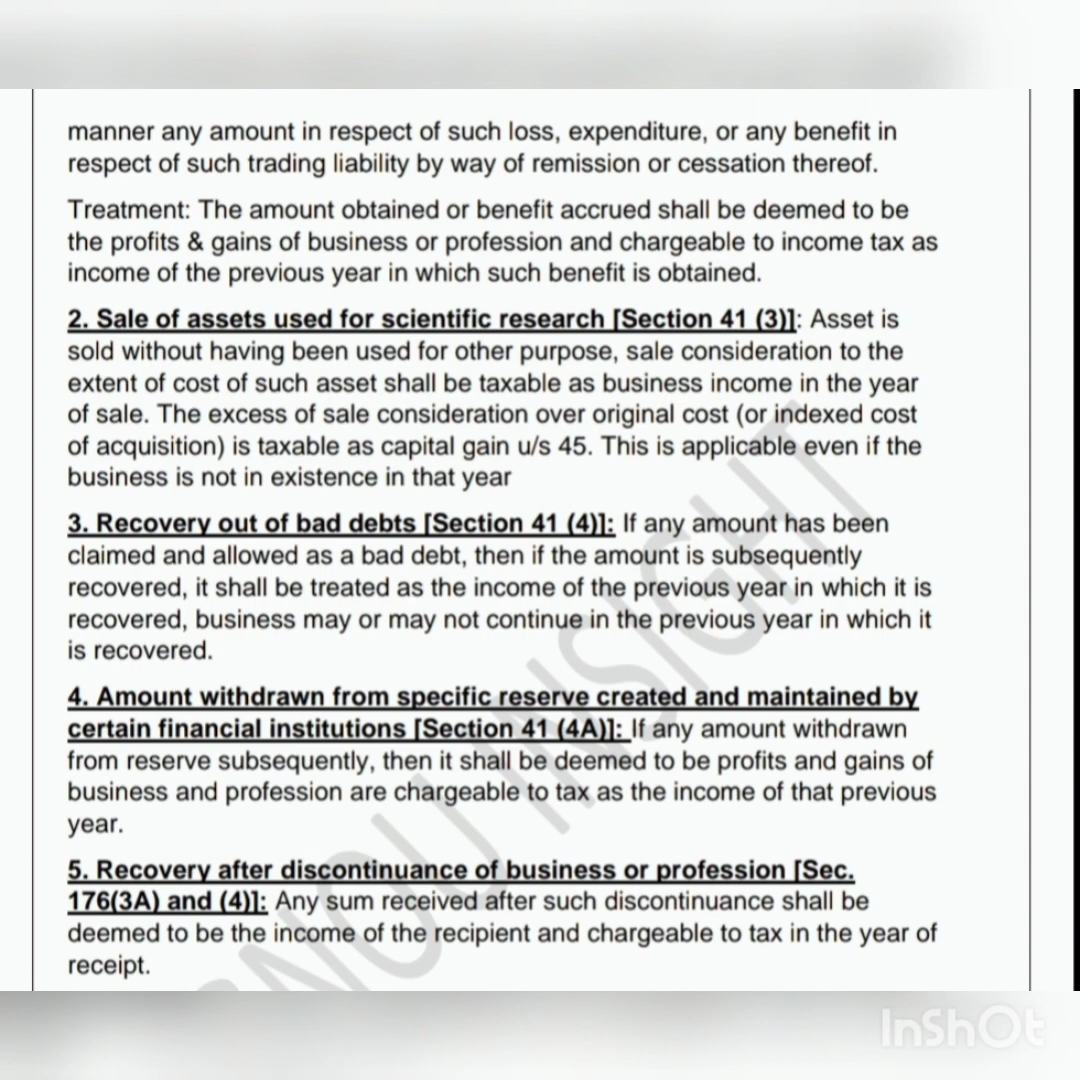 manner any amount in respect of such loss, expenditure, or any benefit in
respect of such trading liability by way of remission or cessation thereof.
Treatment: The amount obtained or benefit accrued shall be deemed to be
the profits & gains of business or profession and chargeable to income tax as
income of the previous year in which such benefit is obtained.
2. Sale of assets used for scientific research [Section 41 (3)]: Asset is
sold without having been used for other purpose, sale consideration to the
extent of cost of such asset shall be taxable as business income in the year
of sale. The excess of sale consideration over original cost (or indexed cost
of acquisition) is taxable as capital gain u/s 45. This is applicable even if the
business is not in existence in that year
3. Recovery out of bad debts [Section 41 (4)]: If any amount has been
claimed and allowed as a bad debt, then if the amount is subsequently
recovered, it shall be treated as the income of the previous year in which it is
recovered, business may or may not continue in the previous year in which it
is recovered.
4. Amount withdrawn from specific reserve created and maintained by
certain financial institutions [Section 41 (4A)]: If any amount withdrawn
from reserve subsequently, then it shall be deemed to be profits and gains of
business and profession are chargeable to tax as the income of that previous
year.
5. Recovery after discontinuance of business or profession [Sec.
176(3A) and (4)]: Any sum received after such discontinuance shall be
deemed to be the income of the recipient and chargeable to tax in the year of
receipt.
NOU INSIGHT
InShOt